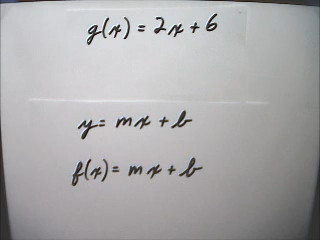 g(x) = 2x + 6
y = mx + b
f(x) = mx + b